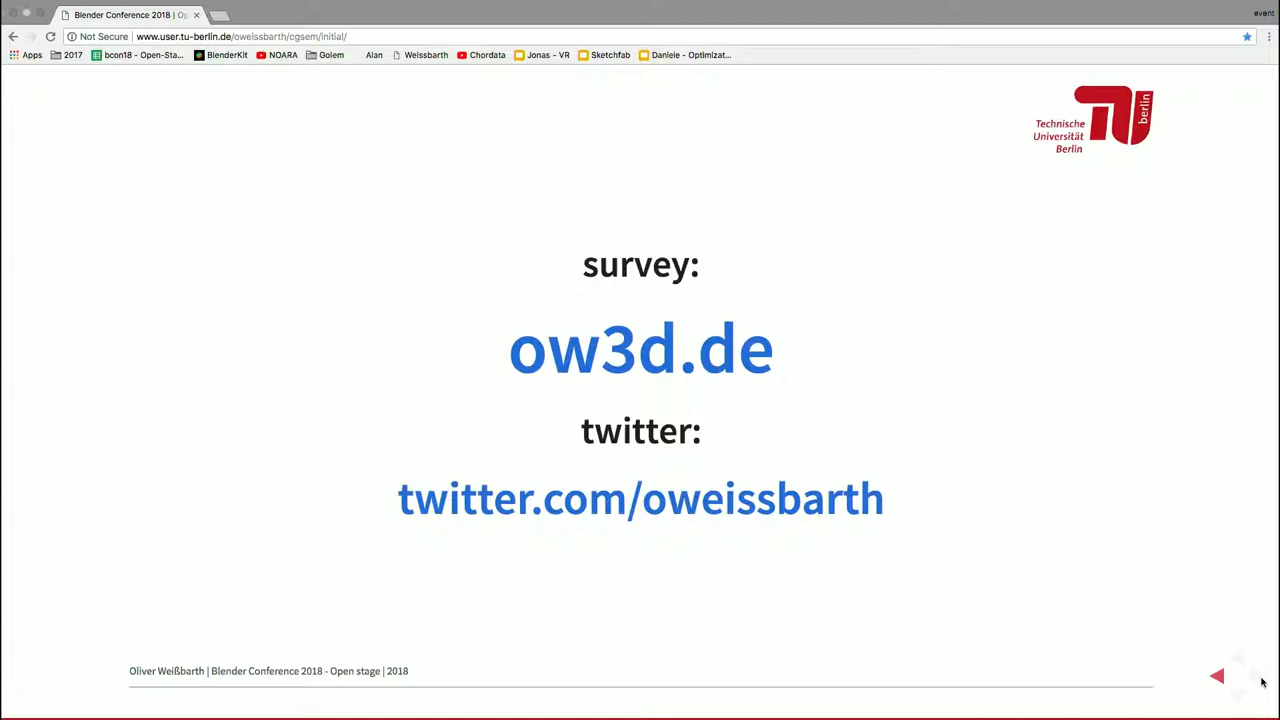 Blender Conference 2018 | Op
event
Not Secure www.user.tu-berlin.de/oweissbarth/cgsem/initial/
Apps 2017 bcon18 - Open-Sta... BlenderKit NOARA Golem Alan Weissbarth Chordata Jonas - VR Sketchfab Daniele - Optimizat...
Technische
Universität
Berlin
berlin
survey:
ow3d.de
twitter:
twitter.com/oweissbarth
Oliver Weißbarth | Blender Conference 2018 - Open stage | 2018